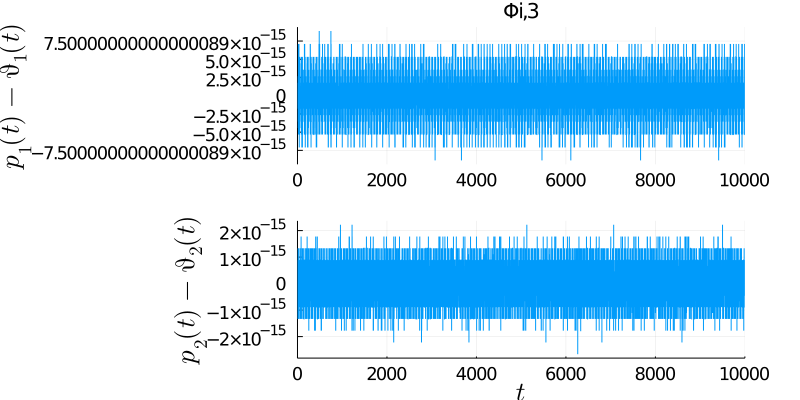 Φi,3
p₁(t) − ϑ₁(t)
7.500000000000000089×10⁻¹⁵
5.0×10⁻¹⁵
2.5×10⁻¹⁵
0
−2.5×10⁻¹⁵
−5.0×10⁻¹⁵
−7.500000000000000089×10⁻¹⁵
0 2000 4000 6000 8000 10000
p₂(t) − ϑ₂(t)
2×10⁻¹⁵
1×10⁻¹⁵
0
−1×10⁻¹⁵
−2×10⁻¹⁵
0 2000 4000 6000 8000 10000
t